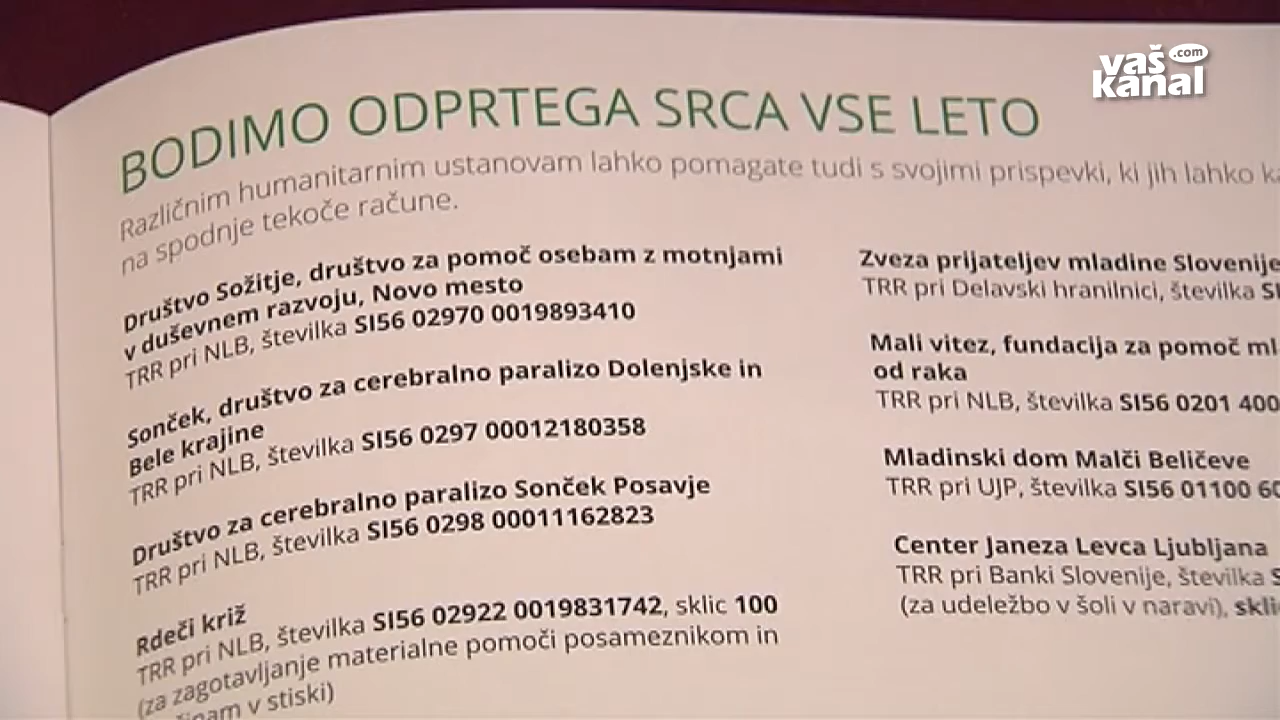 vaš
.com
kanal
BODIMO ODPRTEGA SRCA VSE LETO
Različnim humanitarnim ustanovam lahko pomagate tudi s svojimi prispevki, ki jih lahko
na spodnje tekoče račune.
Društvo Sožitje, društvo za pomoč osebam z motnjami
v duševnem razvoju, Novo mesto
TRR pri NLB, številka SI56 02970 0019893410
Sonček, društvo za cerebralno paralizo Dolenjske in
Bele krajine
TRR pri NLB, številka SI56 0297 00012180358
Društvo za cerebralno paralizo Sonček Posavje
TRR pri NLB, številka SI56 0298 00011162823
Rdeči križ
TRR pri NLB, številka SI56 02922 0019831742, sklic 100
(za zagotavljanje materialne pomoči posameznikom in
v stiski)
Zveza prijateljev mladine Slovenije
TRR pri Delavski hranilnici, številka
Mali vitez, fundacija za pomoč
od raka
TRR pri NLB, številka SI56 0201 400
Mladinski dom Malči Beličeve
TRR pri UJP, številka SI56 01100
Center Janeza Levca Ljubljana
TRR pri Banki Slovenije, številka
(za udeležbo v šoli v naravi),